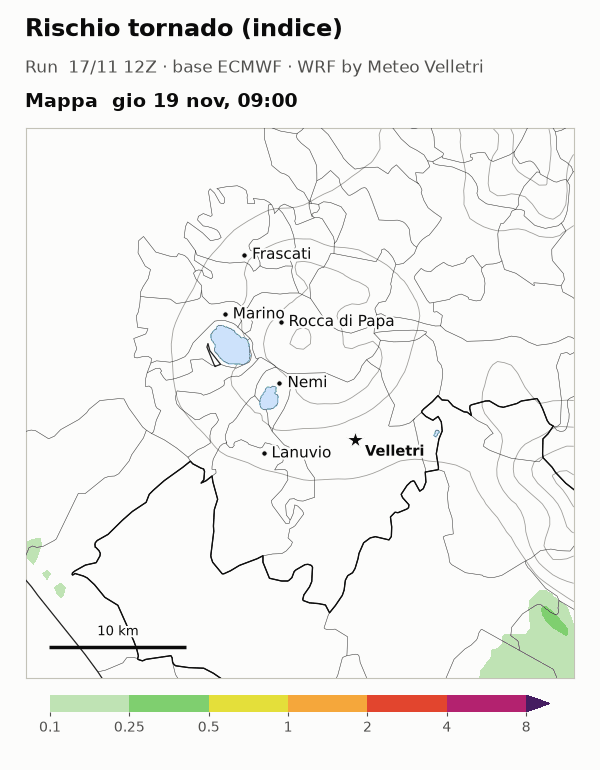 Rischio tornado (indice)
Run  17/11 12Z · base ECMWF · WRF by Meteo Velletri
Mappa  gio 19 nov, 09:00
Frascati
Marino
Rocca di Papa
Nemi
Velletri
Lanuvio
10 km
0.1 0.25 0.5 1 2 4 8